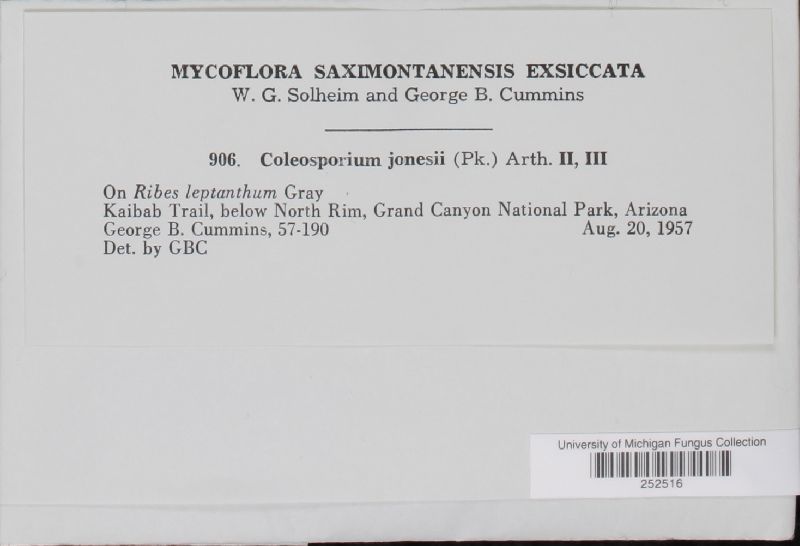 MYCOFLORA SAXIMONTANENSIS EXSICCATA
W. G. Solheim and George B. Cummins
906. Coleosporium jonesii (Pk.) Arth. II, III
On Ribes leptanthum Gray
Kaibab Trail, below North Rim, Grand Canyon National Park, Arizona
George B. Cummins, 57-190 Aug. 20, 1957
Det. by GBC
University of Michigan Fungus Collection
252516